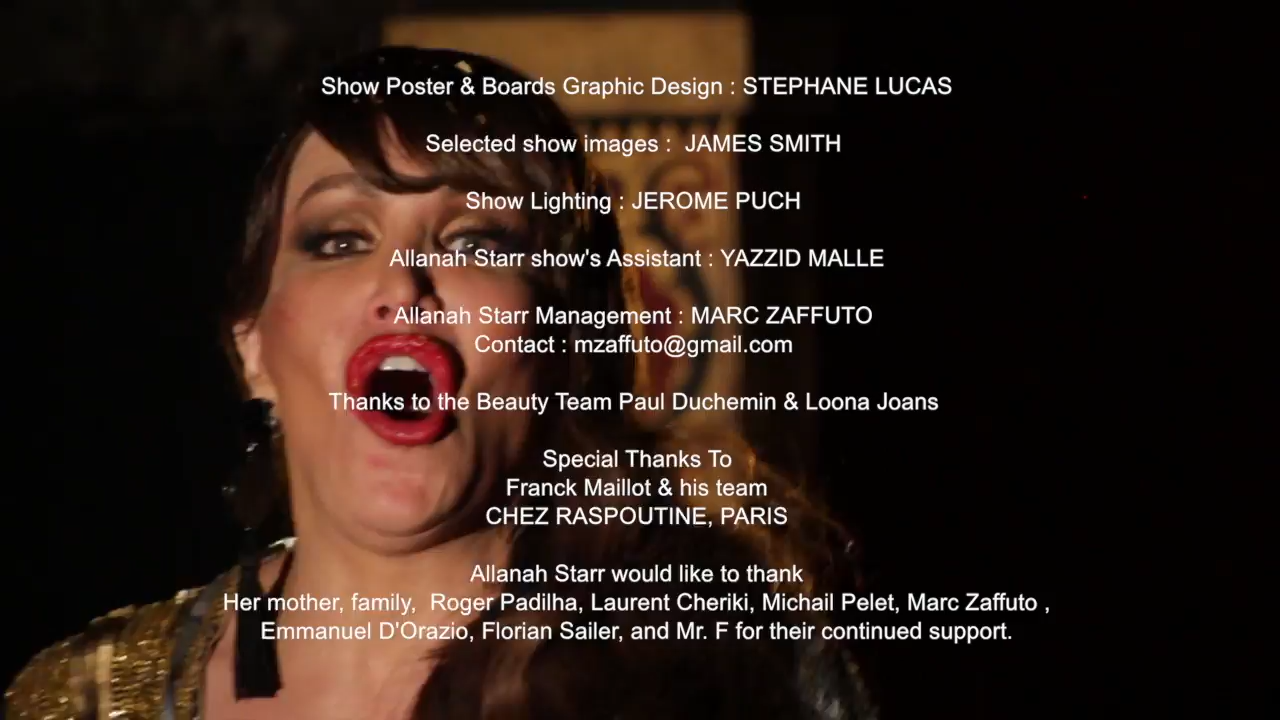 Show Poster & Boards Graphic Design : STEPHANE LUCAS
Selected show images :  JAMES SMITH
Show Lighting : JEROME PUCH
Allanah Starr show's Assistant : YAZZID MALLE
Allanah Starr Management : MARC ZAFFUTO
Contact : mzaffuto@gmail.com
Thanks to the Beauty Team Paul Duchemin & Loona Joans
Special Thanks To
Franck Maillot & his team
CHEZ RASPOUTINE, PARIS
Allanah Starr would like to thank
Her mother, family,  Roger Padilha, Laurent Cheriki, Michail Pelet, Marc Zaffuto ,
Emmanuel D'Orazio, Florian Sailer, and Mr. F for their continued support.